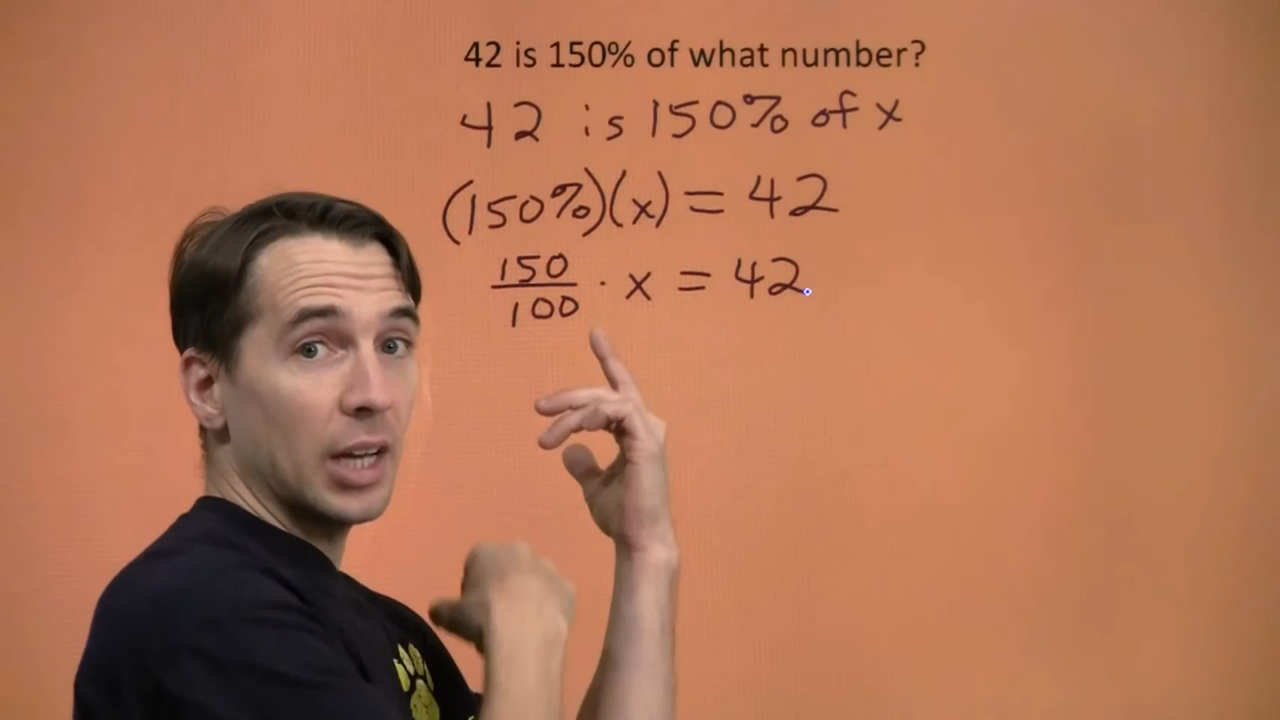 42 is 150% of what number?
42 is 150% of x
(150%)(x) = 42
150/100 · x = 42